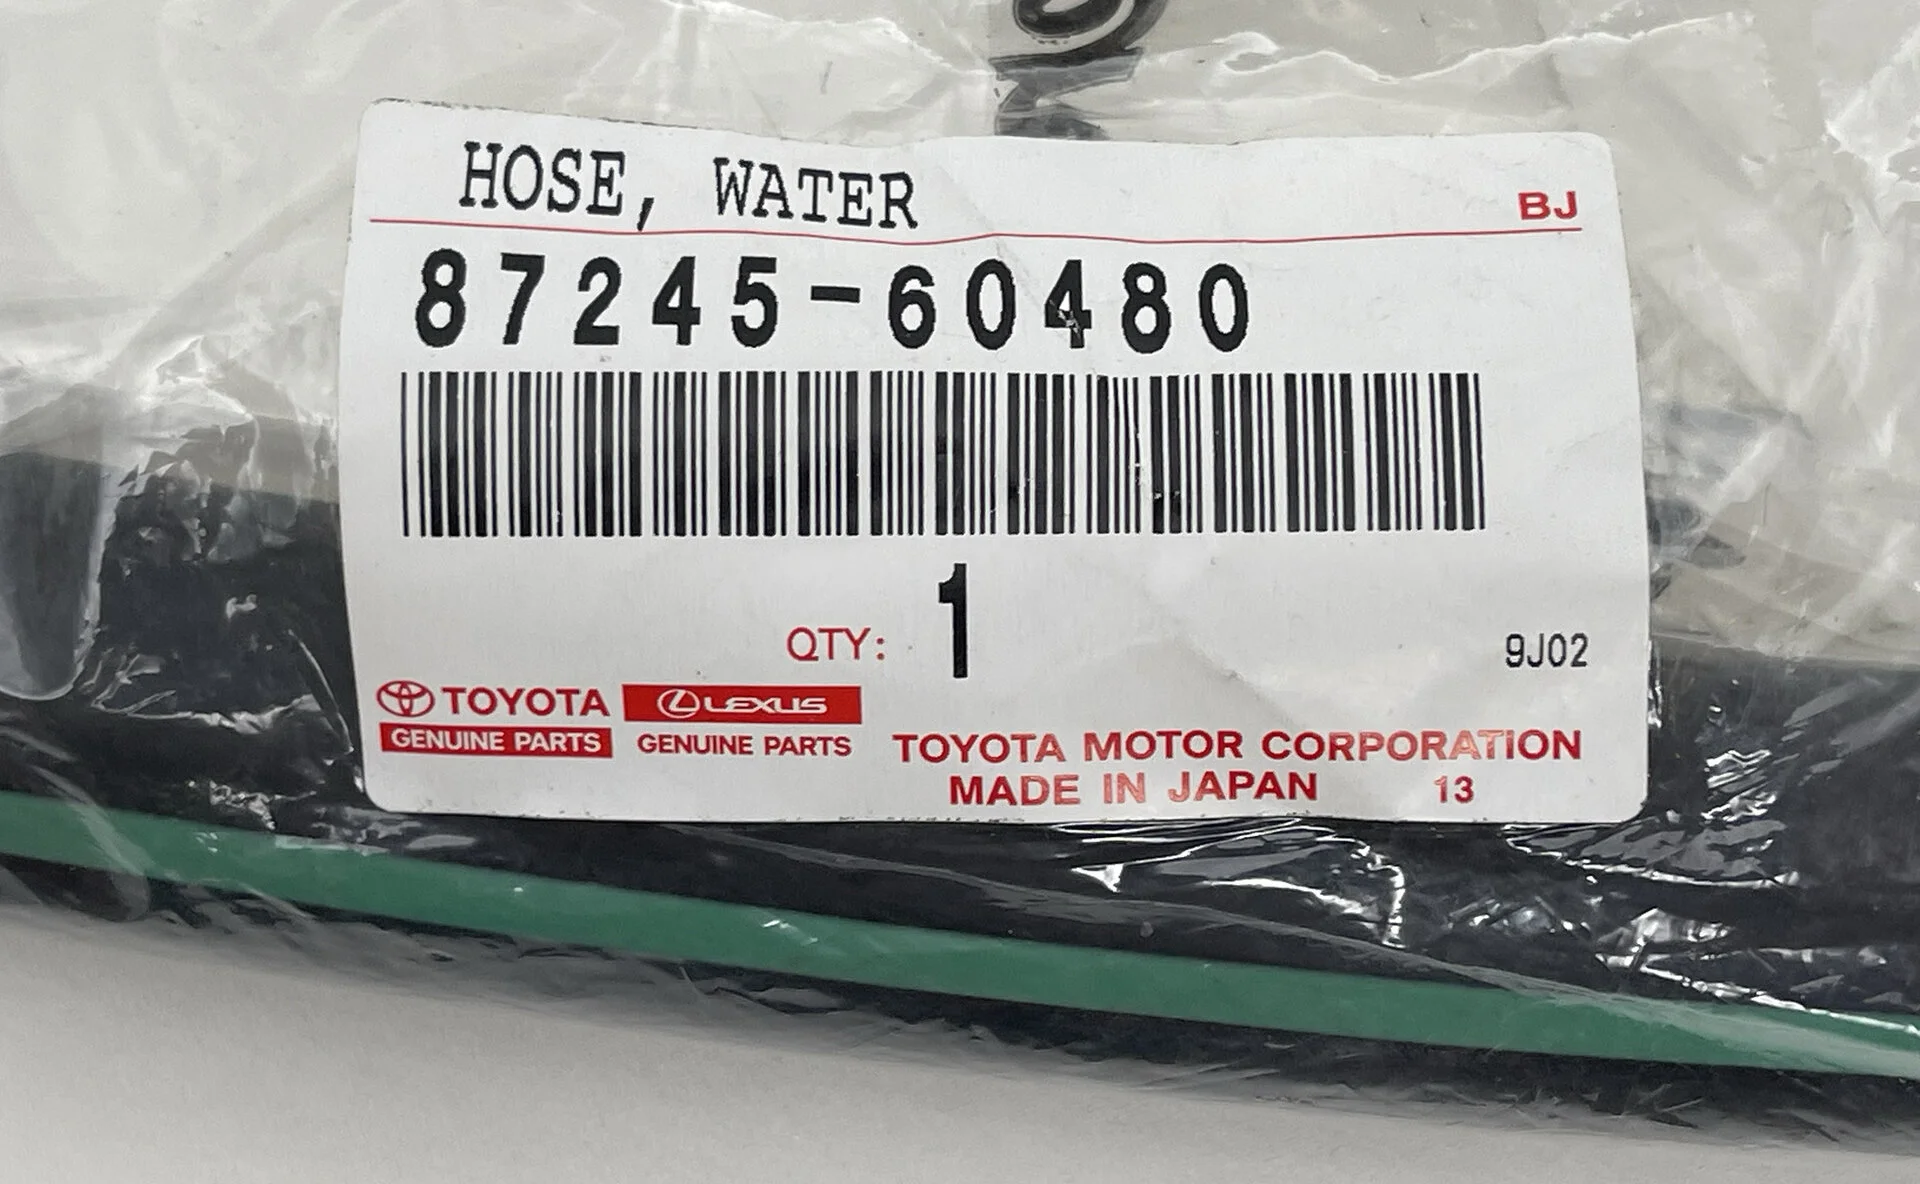 HOSE, WATER
BJ
87245-60480
QTY: 1
9J02
TOYOTA
GENUINE PARTS
LEXUS
GENUINE PARTS
TOYOTA MOTOR CORPORATION
MADE IN JAPAN 13